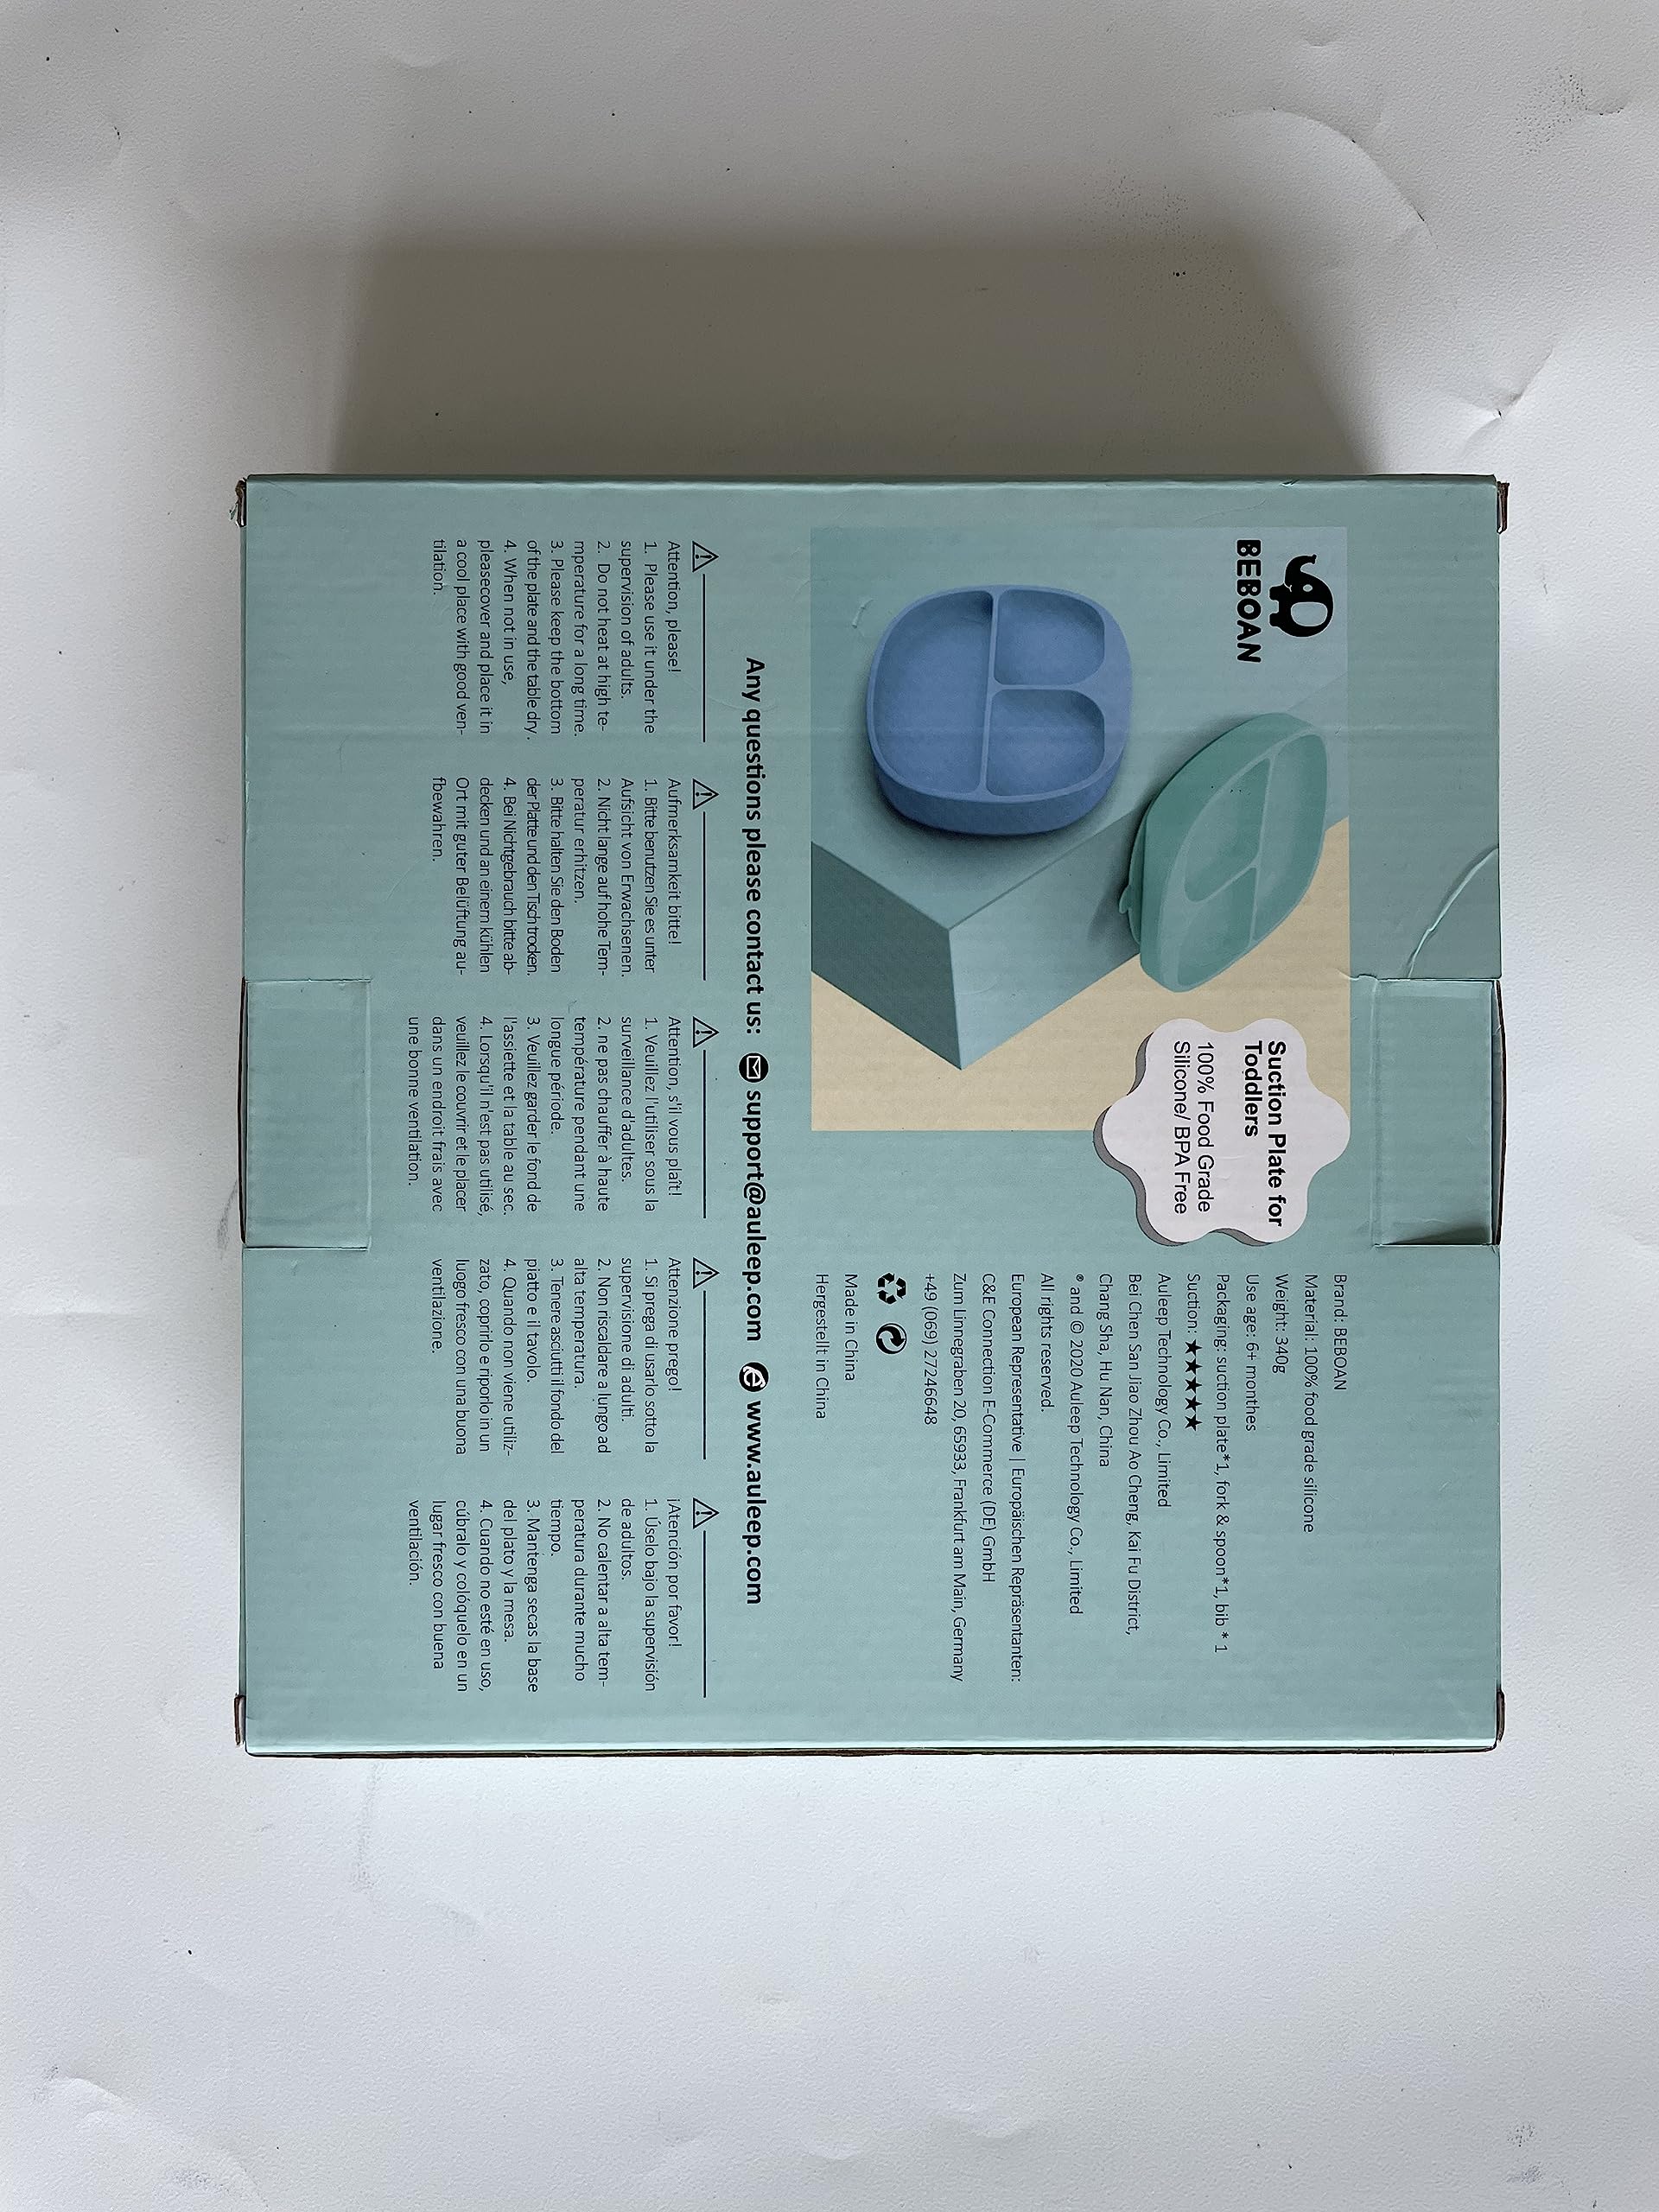 BEBOAN
Suction Plate for
Toddlers
100% Food Grade
Silicone/ BPA Free
Brand: BEBOAN
Material: 100% food grade silicone
Weight: 340g
Use age: 6+ monthes
Packaging: suction plate*1, fork & spoon*1, bib * 1
Suction: ★★★★★
Auleep Technology Co., Limited
Bei Chen San Jiao Zhou Ao Cheng, Kai Fu District,
Chang Sha, Hu Nan, China
® and © 2020 Auleep Technology Co., Limited
All rights reserved.
European Representative | Europäischen Repräsentanten:
C&E Connection E-Commerce (DE) GmbH
Zum Linnegraben 20, 65933, Frankfurt am Main, Germany
+49 (069) 27246648
Made in China
Hergestellt in China
Any questions please contact us: support@auleep.com www.auleep.com
Attention, please!
1. Please use it under the
supervision of adults.
2. Do not heat at high te-
mperature for a long time.
3. Please keep the bottom
of the plate and the table dry.
4. When not in use,
pleasecover and place it in
a cool place with good ven-
tilation.
Aufmerksamkeit bitte!
1. Bitte benutzen Sie es unter
Aufsicht von Erwachsenen.
2. Nicht lange auf hohe Tem-
peratur erhitzen.
3. Bitte halten Sie den Boden
der Platte und den Tisch trocken.
4. Bei Nichtgebrauch bitte ab-
decken und an einem kühlen
Ort mit guter Belüftung au-
fbewahren.
Attention, s'il vous plaît!
1. Veuillez l'utiliser sous la
surveillance d'adultes.
2. ne pas chauffer à haute
température pendant une
longue période.
3. Veuillez garder le fond de
l'assiette et la table au sec.
4. Lorsqu'il n'est pas utilisé,
veuillez le couvrir et le placer
dans un endroit frais avec
une bonne ventilation.
Attenzione prego!
1. Si prega di usarlo sotto la
supervisione di adulti.
2. Non riscaldare a lungo ad
alta temperatura.
3. Tenere asciutti il fondo del
piatto e il tavolo.
4. Quando non viene utiliz-
zato, coprirlo e riporlo in un
luogo fresco con una buona
ventilazione.
¡Atención por favor!
1. Úselo bajo la supervisión
de adultos.
2. No calentar a alta tem-
peratura durante mucho
tiempo.
3. Mantenga secas la base
del plato y la mesa.
4. Cuando no esté en uso,
cúbralo y colóquelo en un
lugar fresco con buena
ventilación.